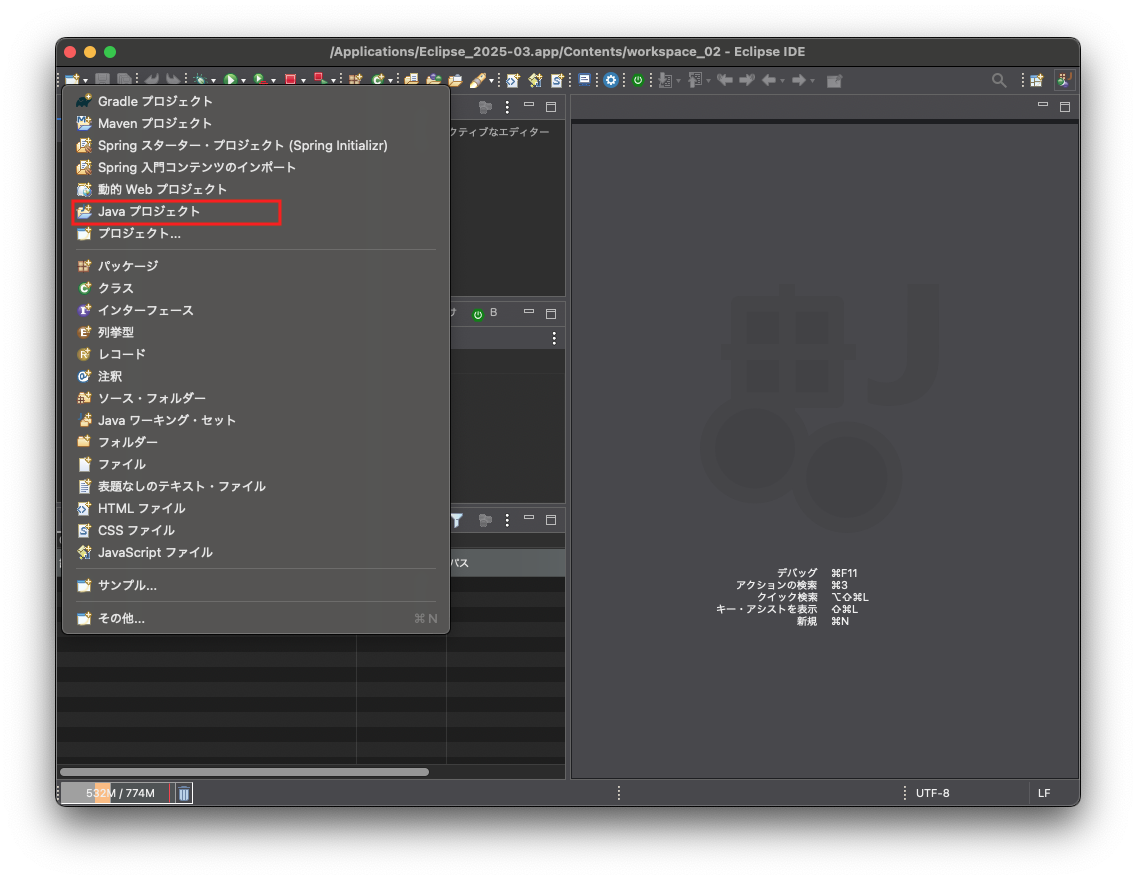 /Applications/Eclipse_2025-03.app/Contents/workspace_02 - Eclipse IDE
Gradle プロジェクト
Maven プロジェクト
Spring スターター・プロジェクト (Spring Initializr)
Spring 入門コンテンツのインポート
動的 Web プロジェクト
Java プロジェクト
プロジェクト...
パッケージ
クラス
インターフェース
列挙型
レコード
注釈
ソース・フォルダー
Java ワーキング・セット
フォルダー
ファイル
表題なしのテキスト・ファイル
HTML ファイル
CSS ファイル
JavaScript ファイル
サンプル...
その他... ⌘ N
クティブなエディター
B
パス
デバッグ ⌘F11
アクションの検索 ⌘3
クイック検索 ⌥⇧⌘L
キー・アシストを表示 ⇧⌘L
新規 ⌘N
532M / 774M
UTF-8
LF